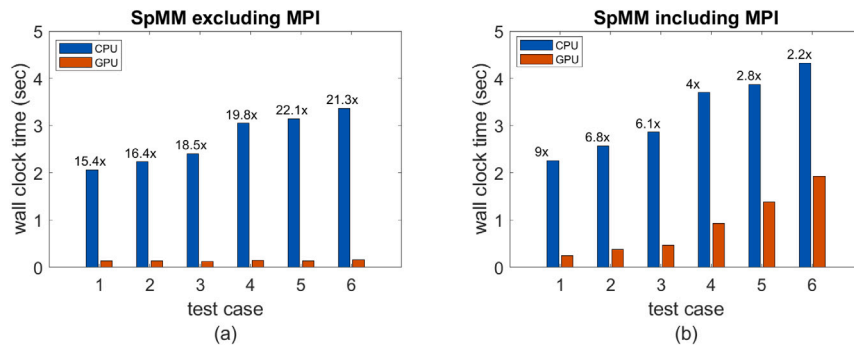 SpMM excluding MPI
5
4
3
2
1
0
wall clock time (sec)
CPU
GPU
15.4x
16.4x
18.5x
19.8x
22.1x
21.3x
1 2 3 4 5 6
test case
(a)
SpMM including MPI
5
4
3
2
1
0
wall clock time (sec)
CPU
GPU
9x
6.8x
6.1x
4x
2.8x
2.2x
1 2 3 4 5 6
test case
(b)